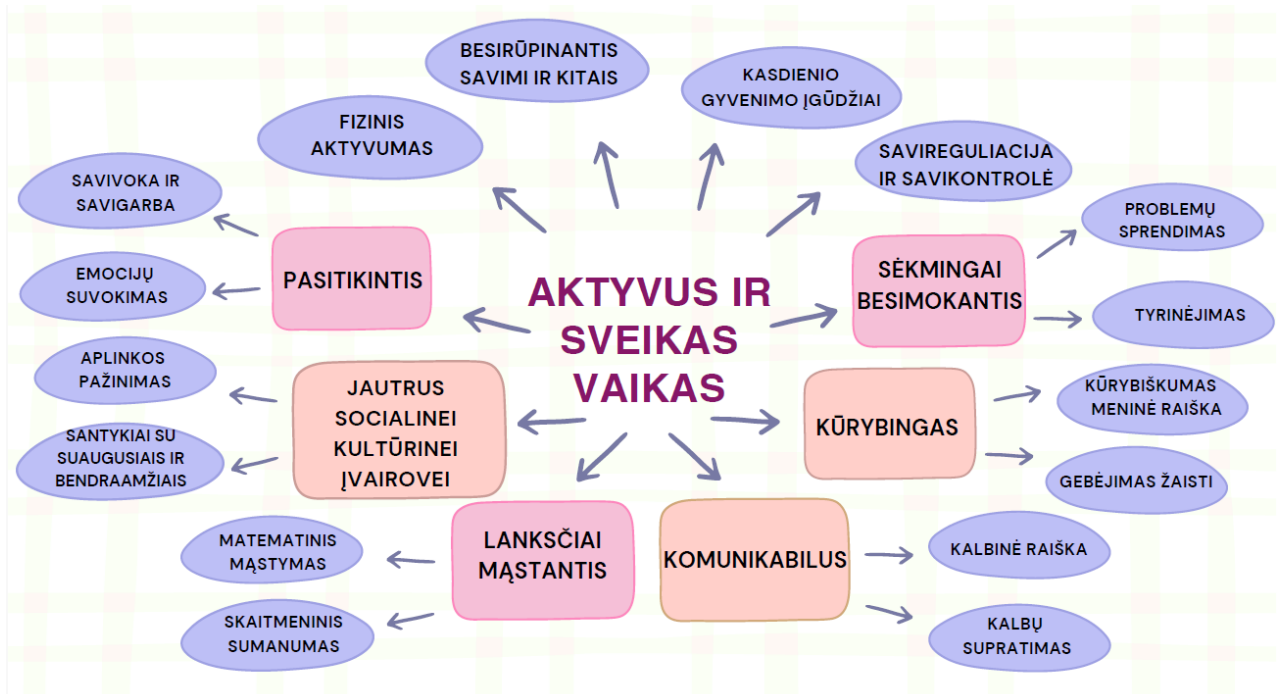 BESIRŪPINANTIS
SAVIMI IR KITAIS
KASDIENIO
GYVENIMO ĮGŪDŽIAI
FIZINIS
AKTYVUMAS
SAVIREGULIACIJA
IR SAVIKONTROLĖ
SAVIVOKA IR
SAVIGARBA
PROBLEMŲ
SPRENDIMAS
EMOCIJŲ
SUVOKIMAS
PASITIKINTIS
AKTYVUS IR
SVEIKAS
VAIKAS
SĖKMINGAI
BESIMOKANTIS
TYRINĖJIMAS
APLINKOS
PAŽINIMAS
JAUTRUS
SOCIALINEI
KULTŪRINEI
ĮVAIROVEI
KŪRYBINGAS
KŪRYBIŠKUMAS
MENINĖ RAIŠKA
SANTYKIAI SU
SUAUGUSIAIS IR
BENDRAAMŽIAIS
GEBĖJIMAS ŽAISTI
MATEMATINIS
MĄSTYMAS
LANKSČIAI
MĄSTANTIS
KOMUNIKABILUS
KALBINĖ RAIŠKA
SKAITMENINIS
SUMANUMAS
KALBŲ
SUPRATIMAS